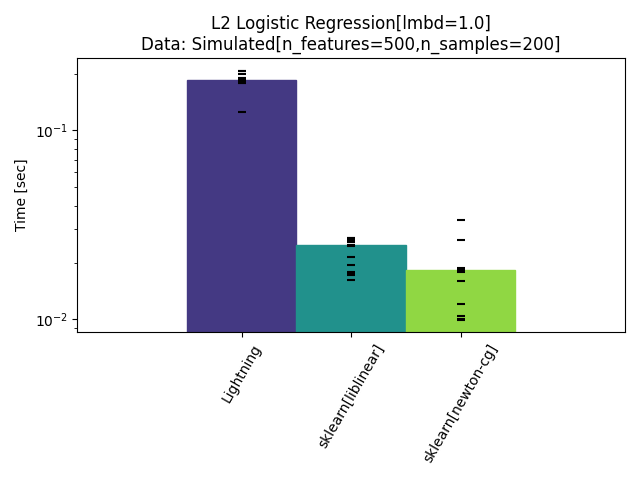 L2 Logistic Regression[lmbd=1.0]
Data: Simulated[n_features=500,n_samples=200]
Time [sec]
10⁻¹
10⁻²
Lightning
sklearn[liblinear]
sklearn[newton-cg]